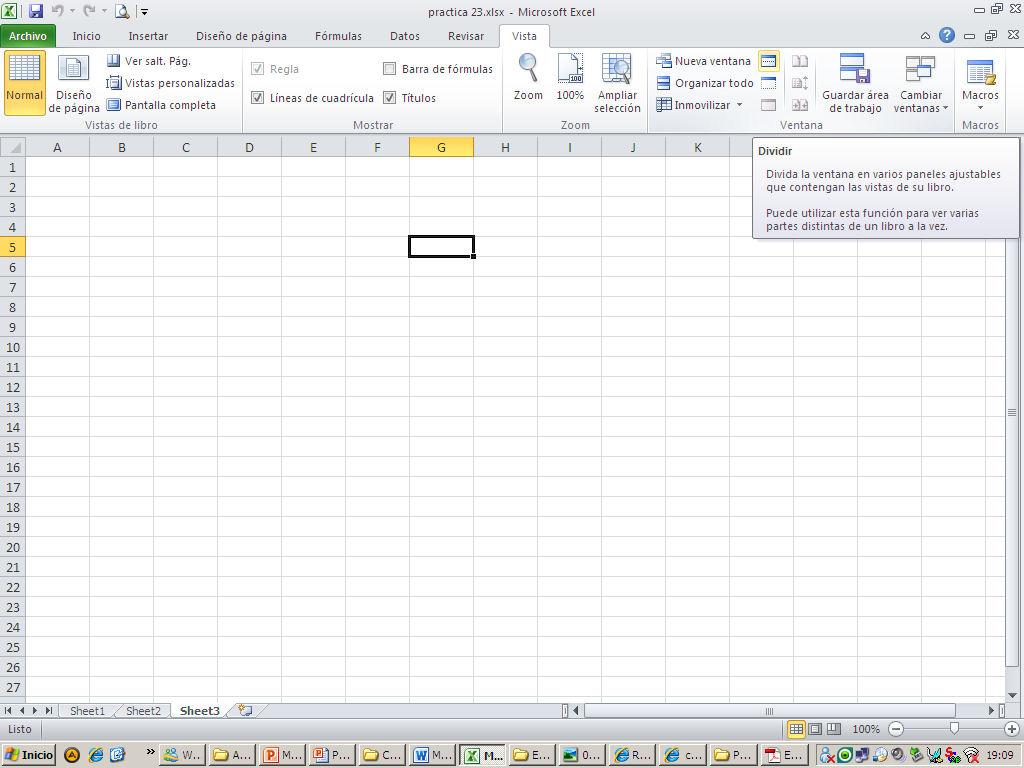 practica 23.xlsx - Microsoft Excel
Archivo Inicio Insertar Diseño de página Fórmulas Datos Revisar Vista
Normal
Diseño
de página
Ver salt. Pág.
Vistas personalizadas
Pantalla completa
Vistas de libro
Regla
Barra de fórmulas
Líneas de cuadrícula
Títulos
Mostrar
Zoom
100%
Ampliar
selección
Zoom
Nueva ventana
Organizar todo
Inmovilizar
Guardar área
de trabajo
Cambiar
ventanas
Ventana
Macros
Macros
A B C D E F G H I J K
Dividir
Divida la ventana en varios paneles ajustables
que contengan las vistas de su libro.
Puede utilizar esta función para ver varias
partes distintas de un libro a la vez.
1
2
3
4
5
6
7
8
9
10
11
12
13
14
15
16
17
18
19
20
21
22
23
24
25
26
27
Sheet1 Sheet2 Sheet3
Listo
100%
Inicio
W... A... M... P... C... M... M... E... 0... R... c... P... E...
19:09